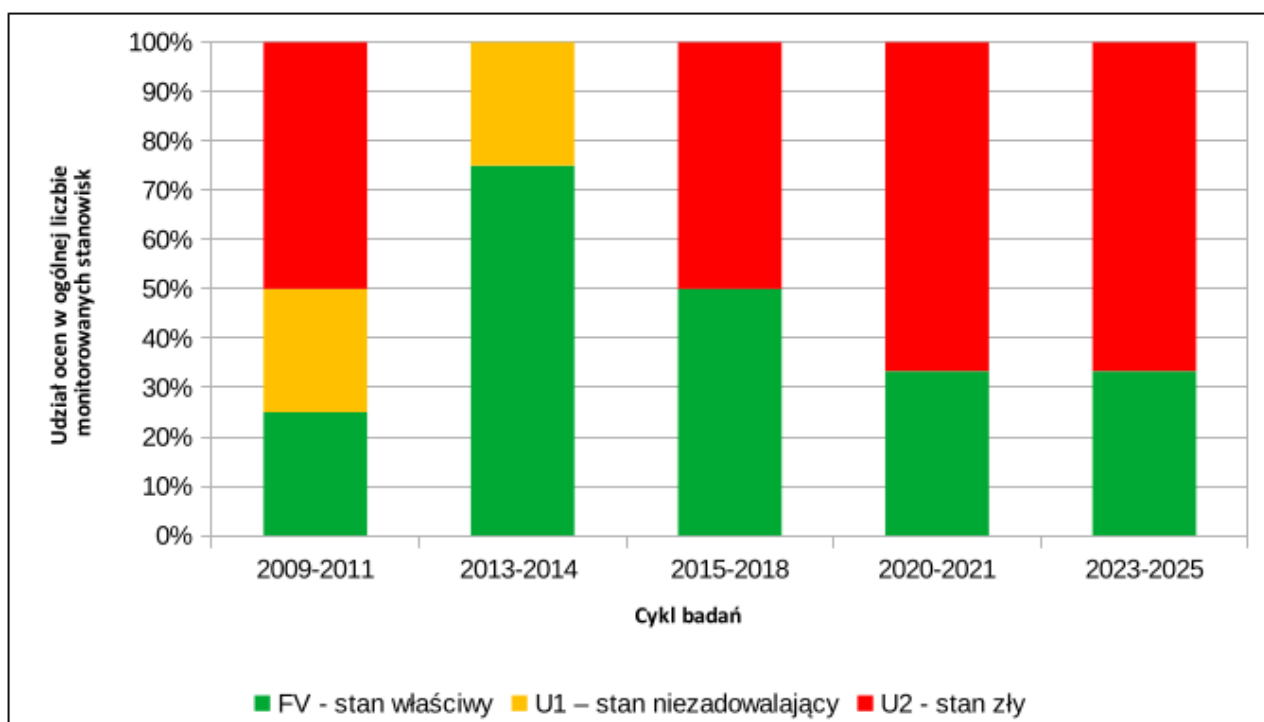 100%
90%
80%
70%
60%
50%
40%
30%
20%
10%
0%
Udział ocen w ogólnej liczbie
monitorowanych stanowisk
2009-2011 2013-2014 2015-2018 2020-2021 2023-2025
Cykl badań
FV - stan właściwy U1 – stan niezadowalający U2 - stan zły